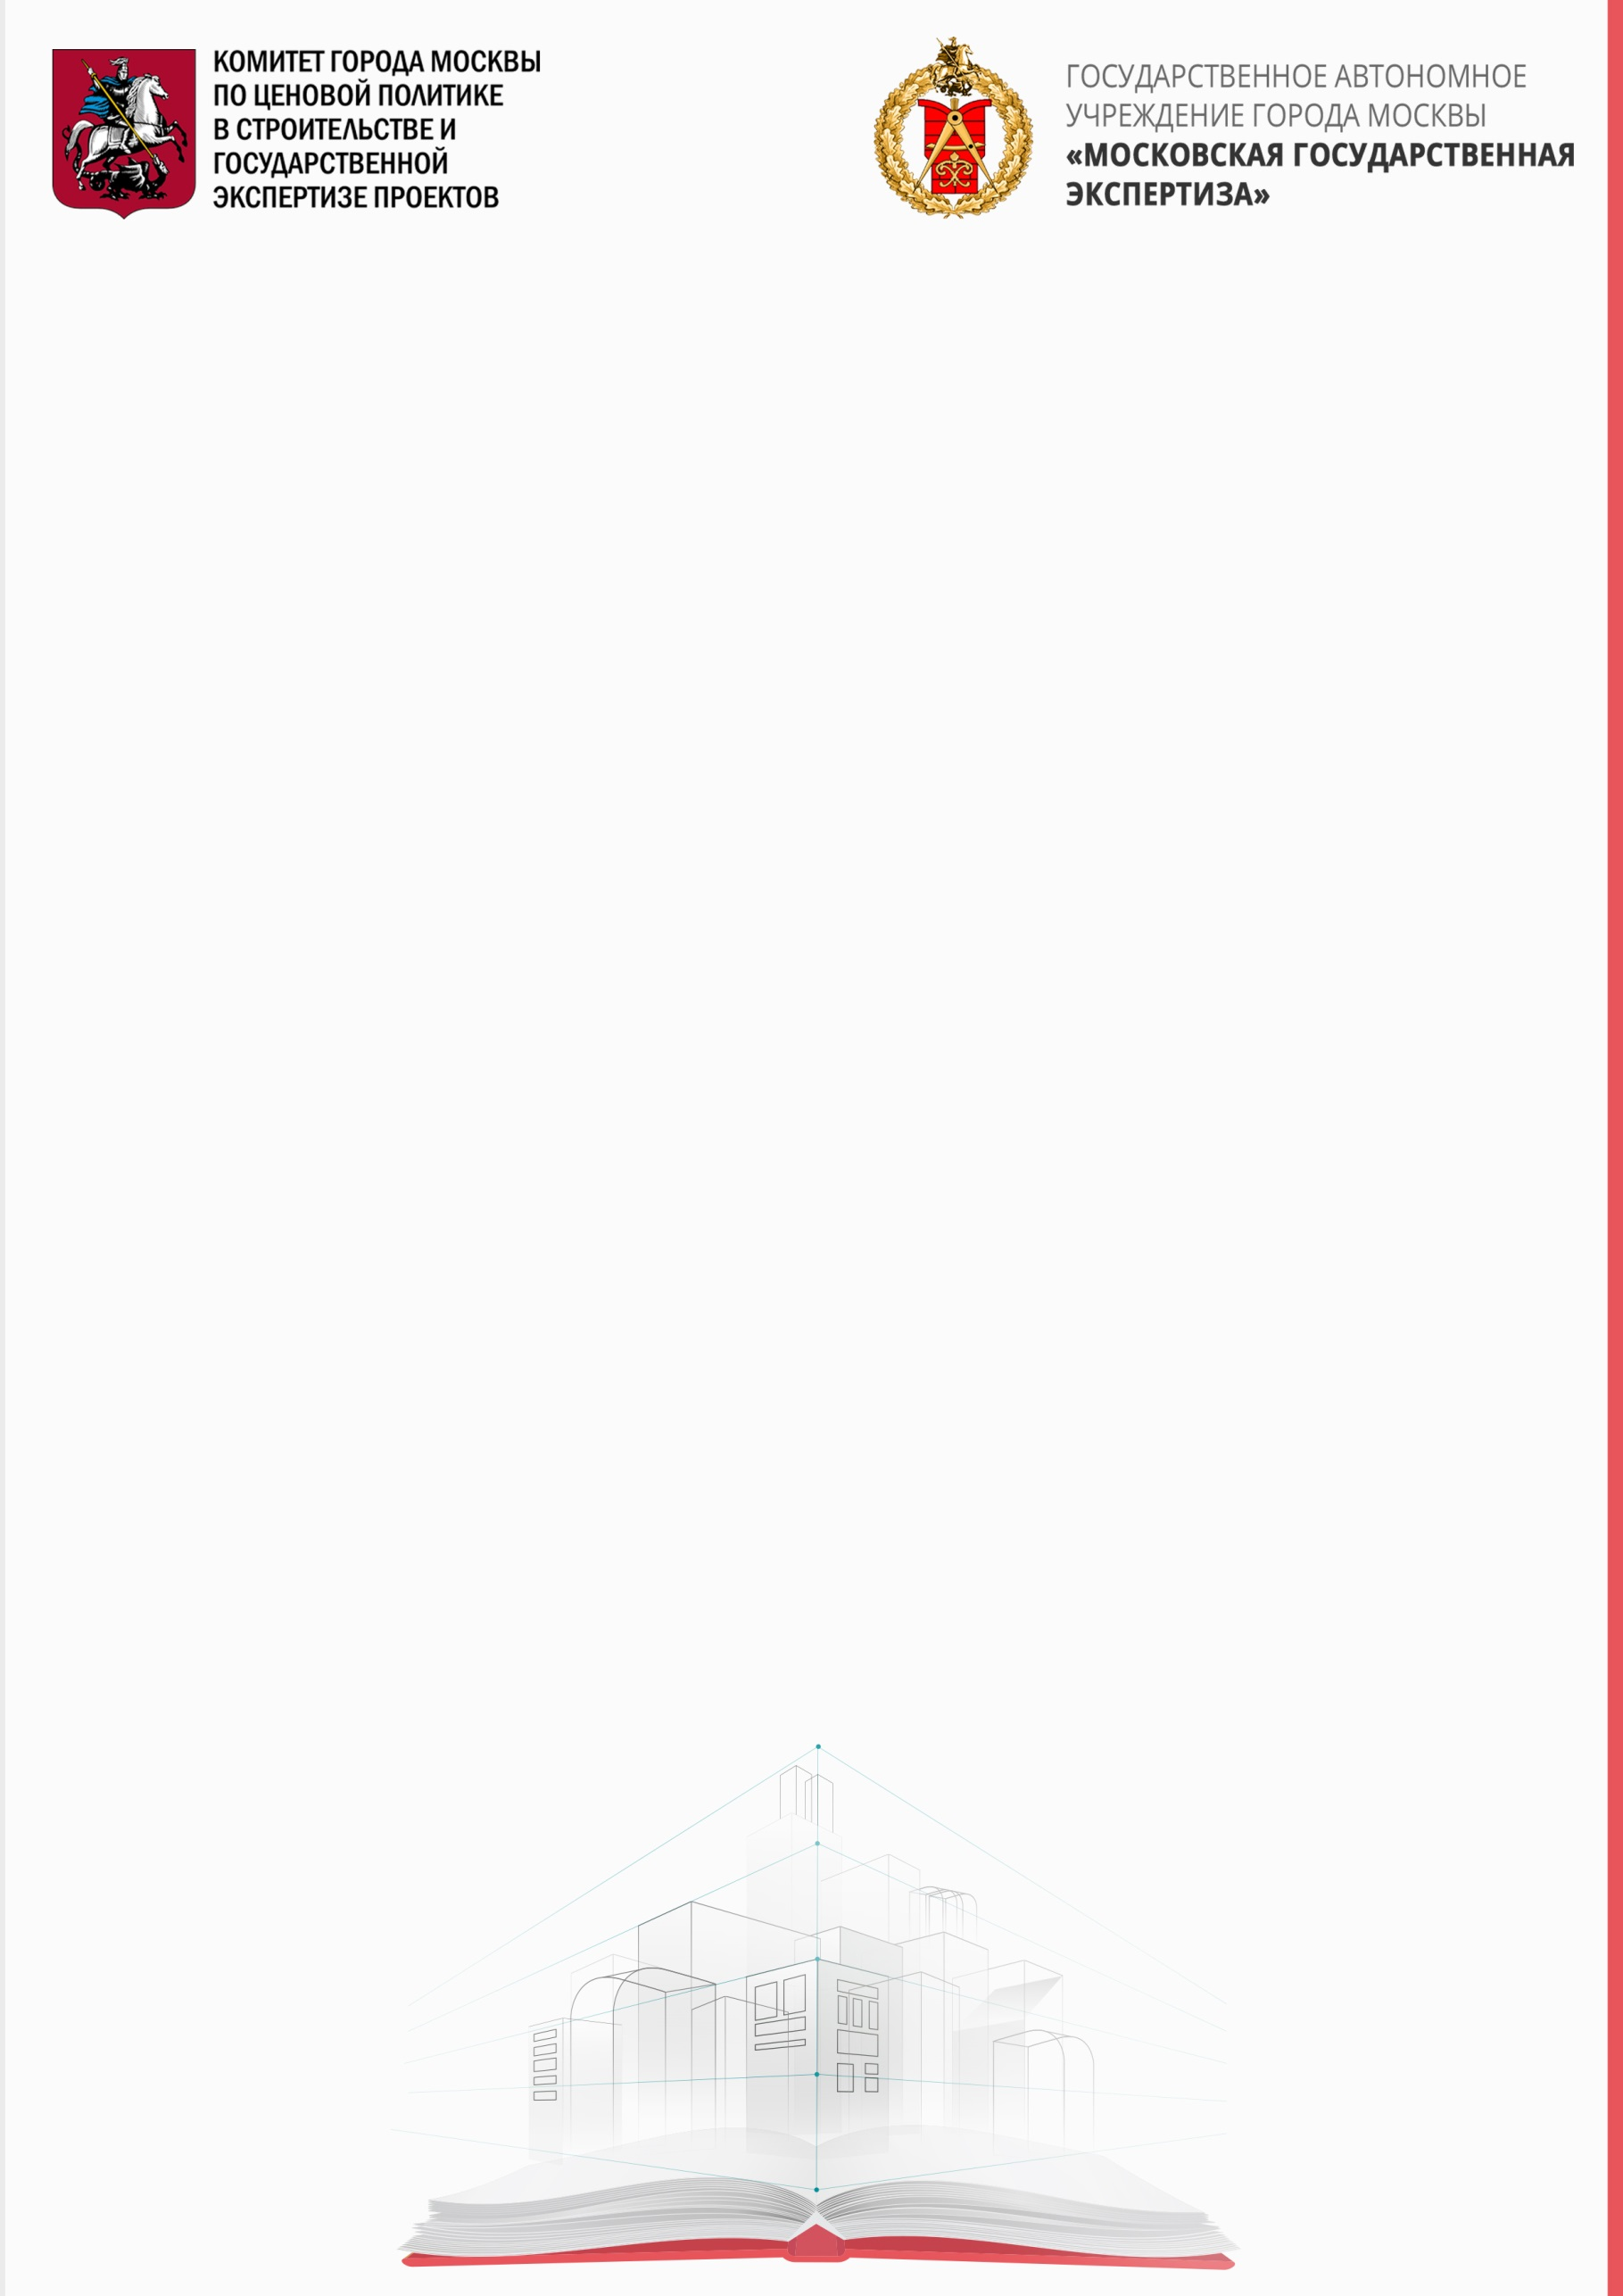 КОМИТЕТ ГОРОДА МОСКВЫ
ПО ЦЕНОВОЙ ПОЛИТИКЕ
В СТРОИТЕЛЬСТВЕ И
ГОСУДАРСТВЕННОЙ
ЭКСПЕРТИЗЕ ПРОЕКТОВ
ГОСУДАРСТВЕННОЕ АВТОНОМНОЕ
УЧРЕЖДЕНИЕ ГОРОДА МОСКВЫ
«МОСКОВСКАЯ ГОСУДАРСТВЕННАЯ
ЭКСПЕРТИЗА»